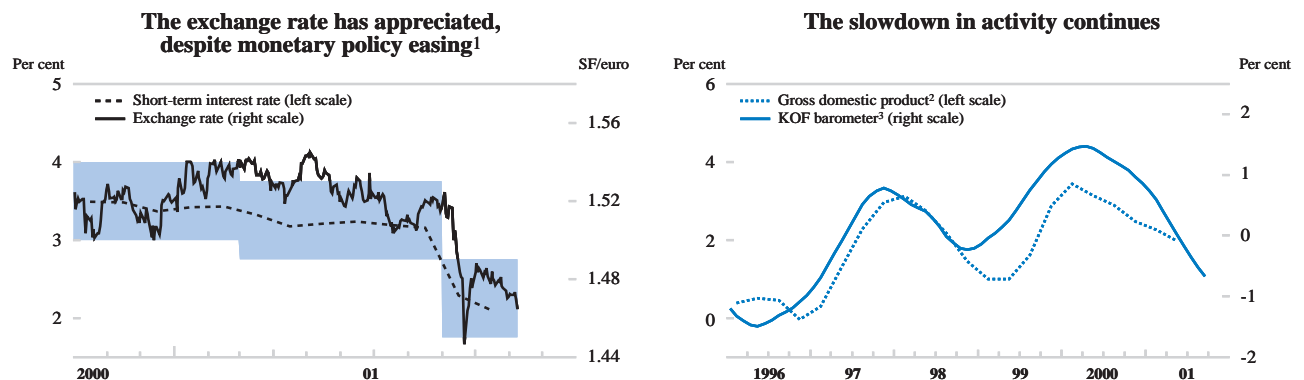 The exchange rate has appreciated,
despite monetary policy easing¹
Per cent
SF/euro
5
4
3
2
1.56
1.52
1.48
1.44
Short-term interest rate (left scale)
Exchange rate (right scale)
2000
01
The slowdown in activity continues
Per cent
Per cent
6
4
2
0
2
1
0
-1
-2
Gross domestic product² (left scale)
KOF barometer³ (right scale)
1996
97
98
99
2000
01